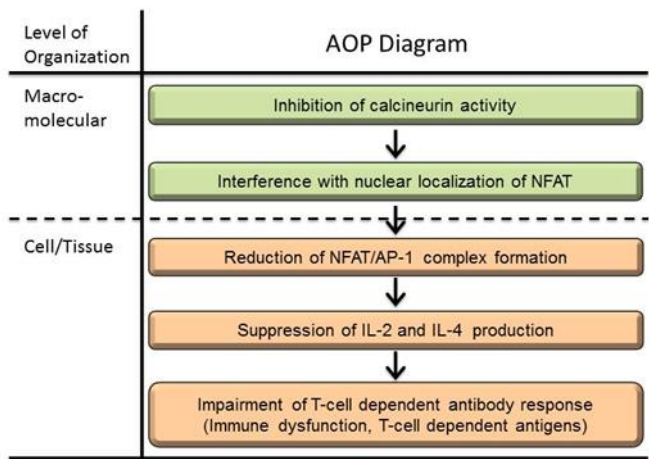 Level of
Organization
AOP Diagram
Macro-
molecular
Inhibition of calcineurin activity
Interference with nuclear localization of NFAT
Cell/Tissue
Reduction of NFAT/AP-1 complex formation
Suppression of IL-2 and IL-4 production
Impairment of T-cell dependent antibody response
(Immune dysfunction, T-cell dependent antigens)